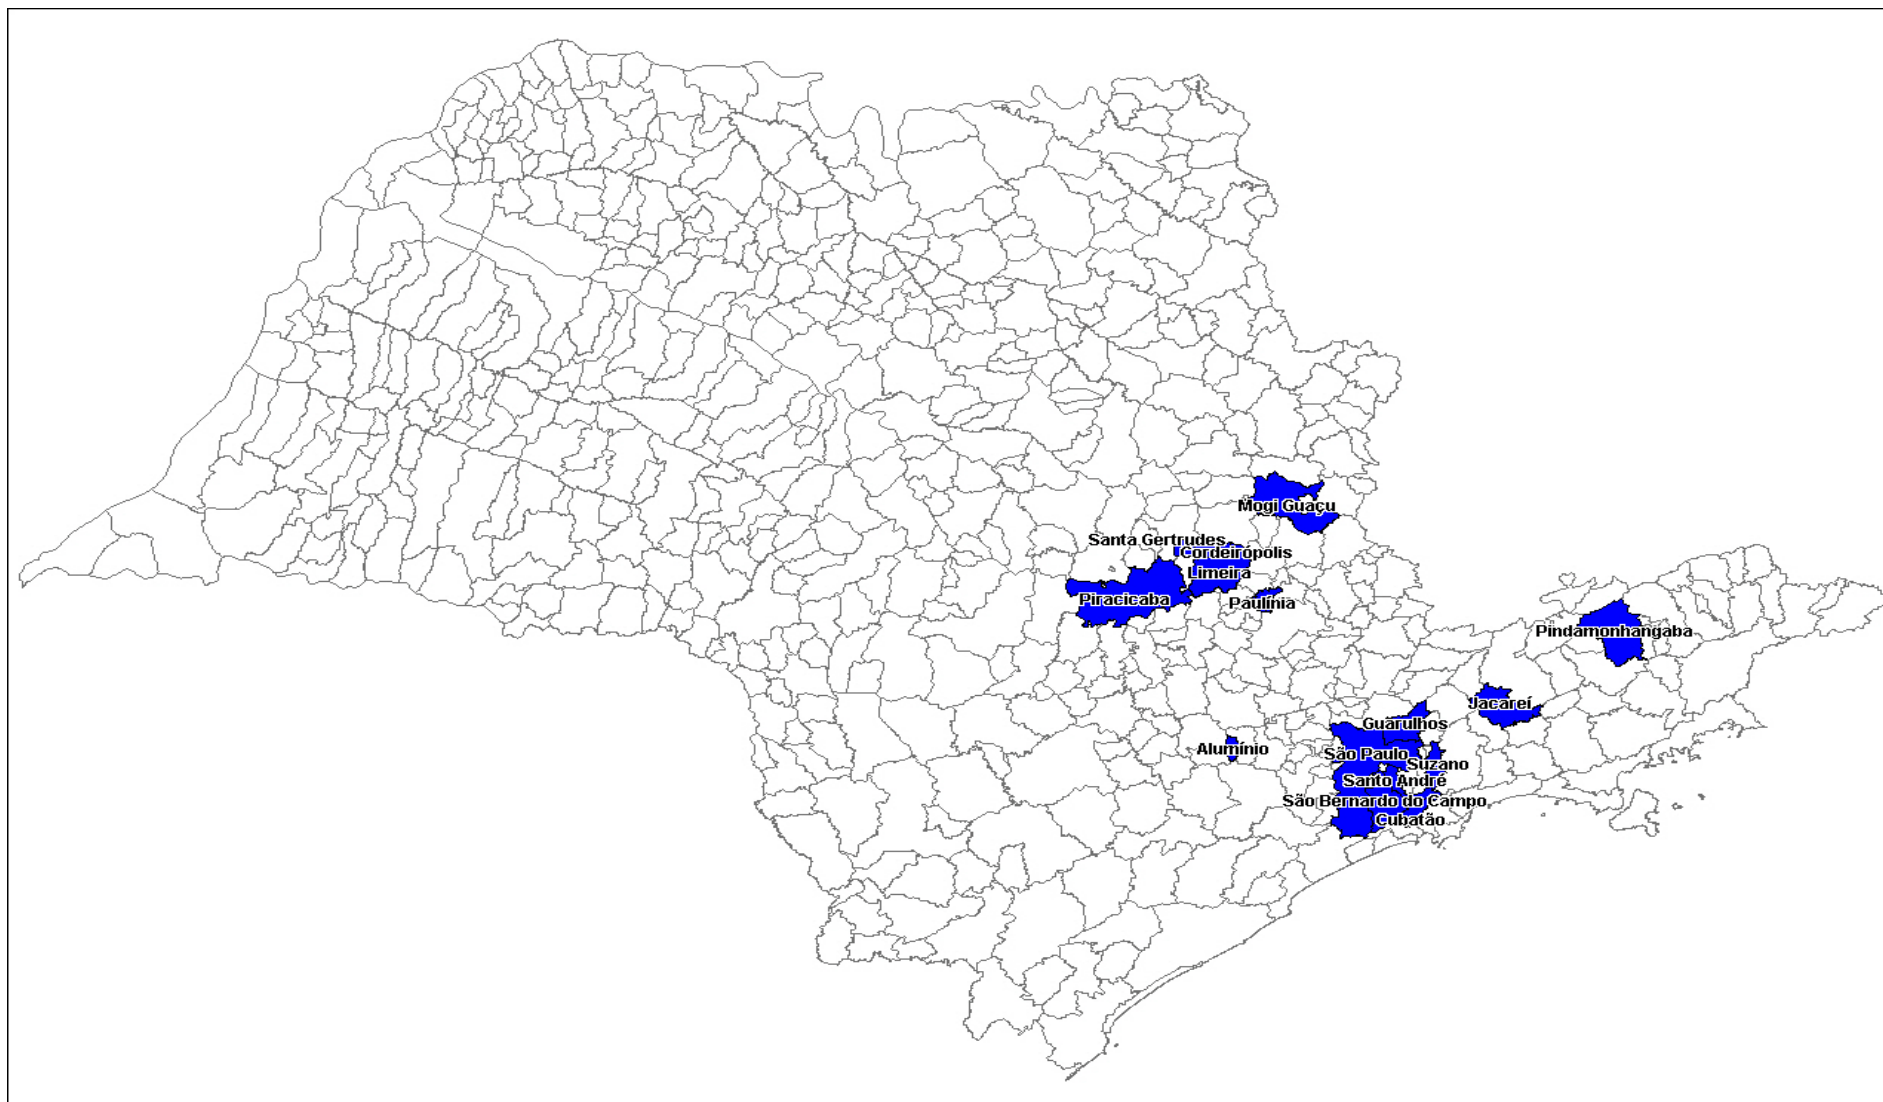 Mogi Guaçu
Santa Gertrudes
Cordeirópolis
Limeira
Piracicaba
Paulínia
Pindamonhangaba
Jacareí
Guarulhos
Alumínio
São Paulo
Suzano
Santo André
São Bernardo do Campo
Cubatão